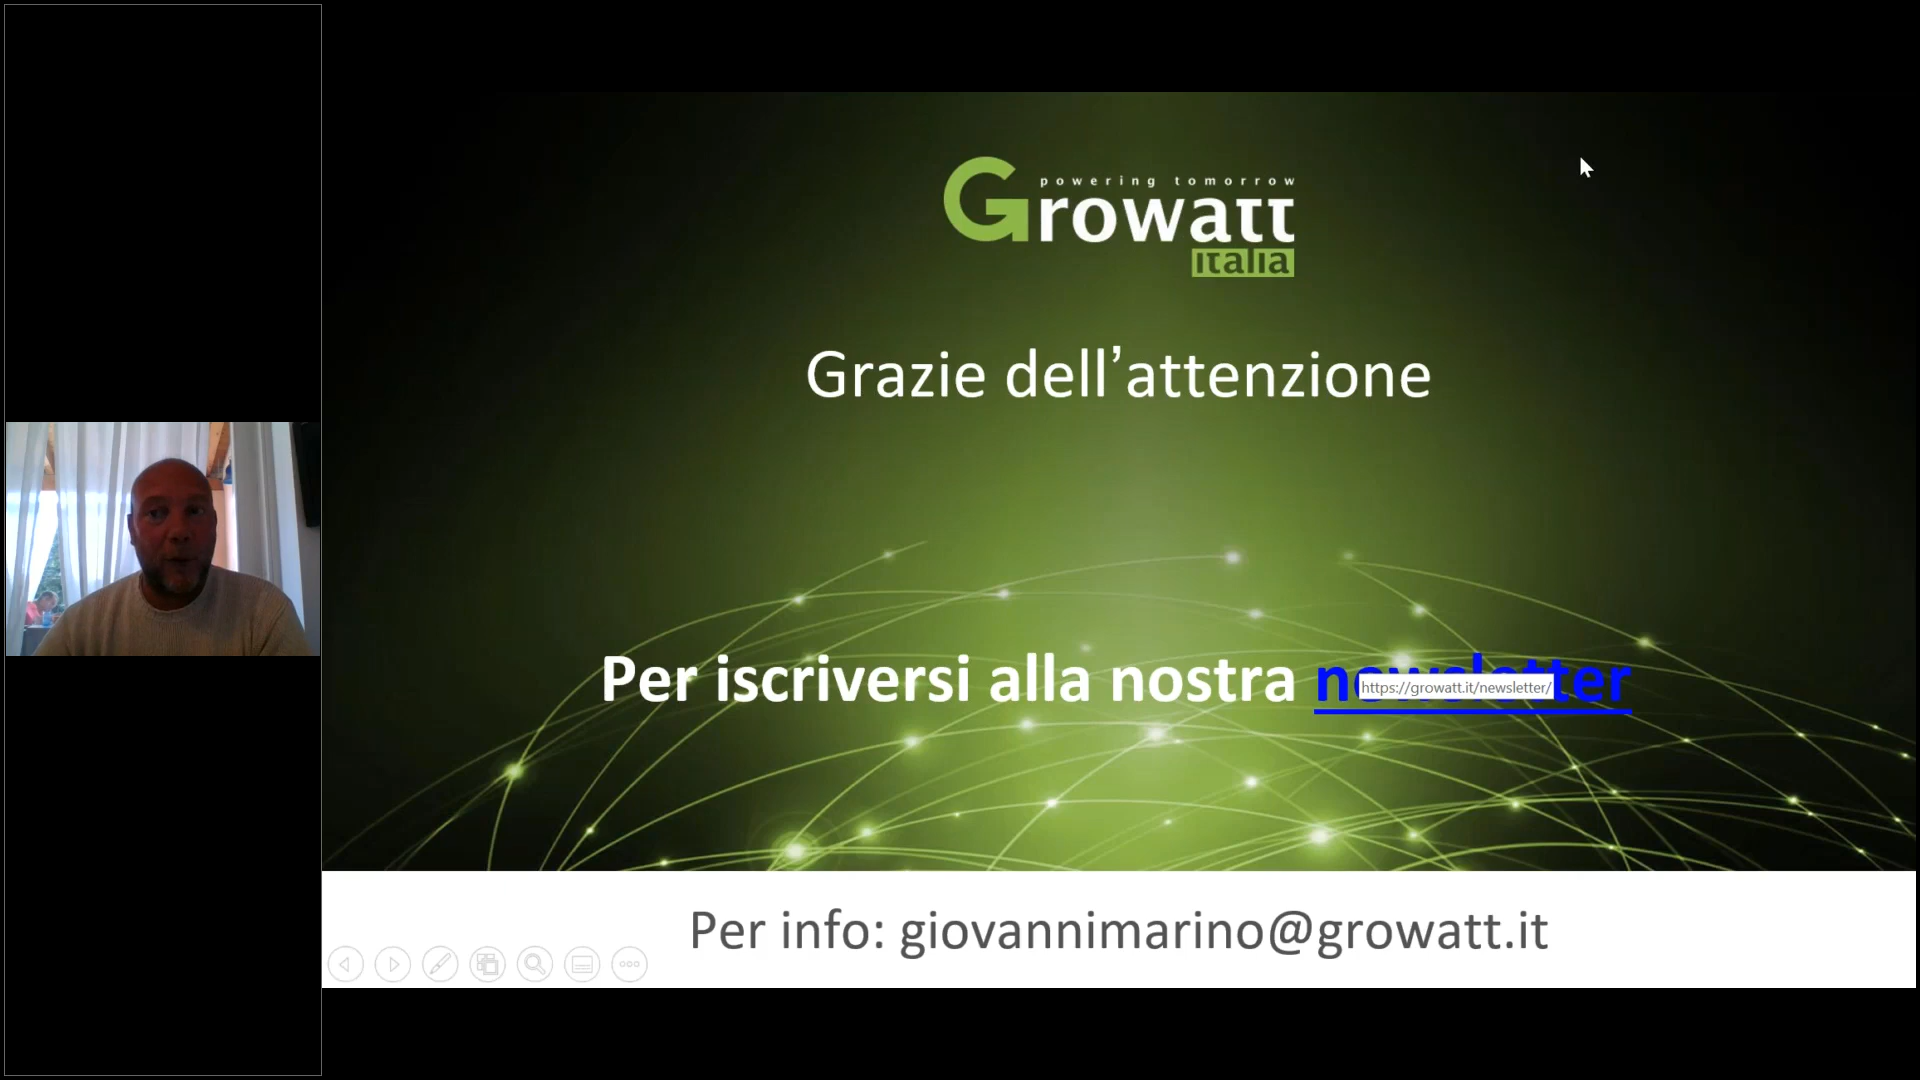 powering tomorrow
Growatt
italia
Grazie dell’attenzione
Per iscriversi alla nostra newsletter
https://growatt.it/newsletter/
Per info: giovannimarino@growatt.it